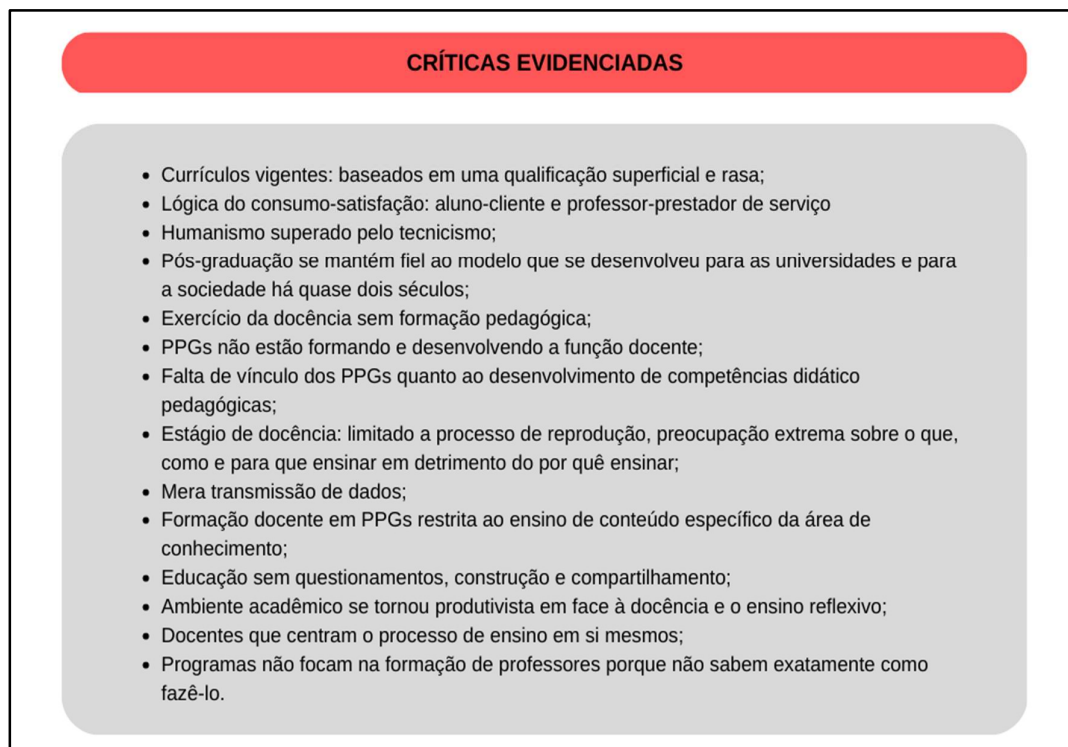 CRÍTICAS EVIDENCIADAS
• Currículos vigentes: baseados em uma qualificação superficial e rasa;
• Lógica do consumo-satisfação: aluno-cliente e professor-prestador de serviço
• Humanismo superado pelo tecnicismo;
• Pós-graduação se mantém fiel ao modelo que se desenvolveu para as universidades e para
a sociedade há quase dois séculos;
• Exercício da docência sem formação pedagógica;
• PPGs não estão formando e desenvolvendo a função docente;
• Falta de vínculo dos PPGs quanto ao desenvolvimento de competências didático
pedagógicas;
• Estágio de docência: limitado a processo de reprodução, preocupação extrema sobre o que,
como e para que ensinar em detrimento do por quê ensinar;
• Mera transmissão de dados;
• Formação docente em PPGs restrita ao ensino de conteúdo específico da área de
conhecimento;
• Educação sem questionamentos, construção e compartilhamento;
• Ambiente acadêmico se tornou produtivista em face à docência e o ensino reflexivo;
• Docentes que centram o processo de ensino em si mesmos;
• Programas não focam na formação de professores porque não sabem exatamente como
fazê-lo.